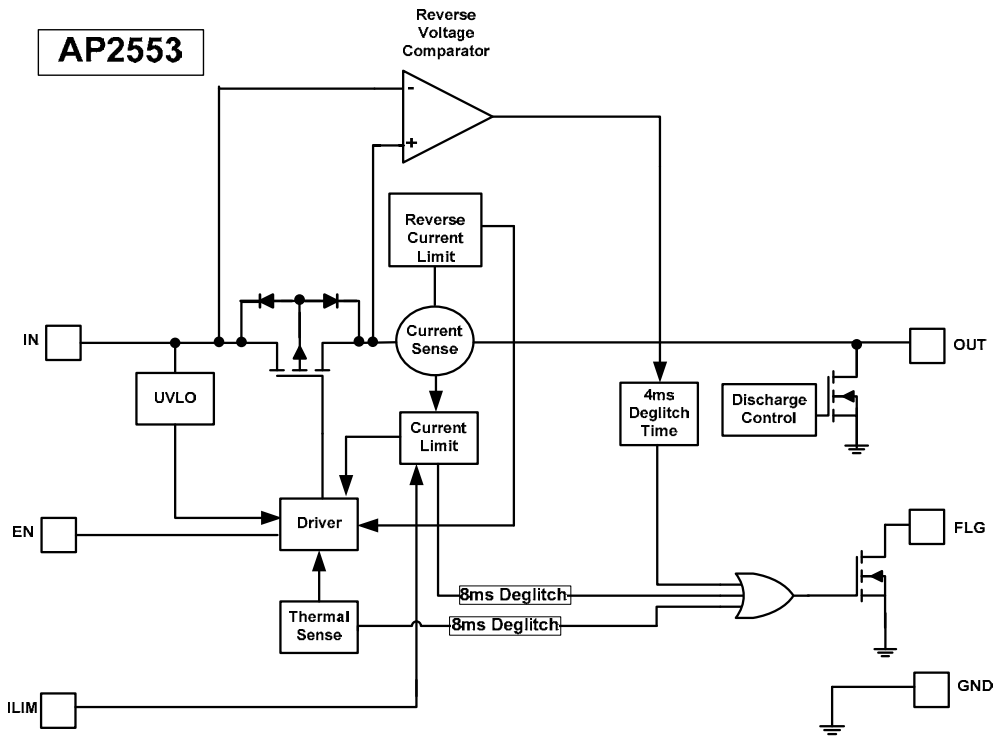 Reverse
Voltage
Comparator
AP2553
-
+
Reverse
Current
Limit
IN
Current
Sense
OUT
UVLO
4ms
Deglitch
Time
Discharge
Control
Current
Limit
Driver
EN
FLG
8ms Deglitch
Thermal
Sense
8ms Deglitch
GND
ILIM